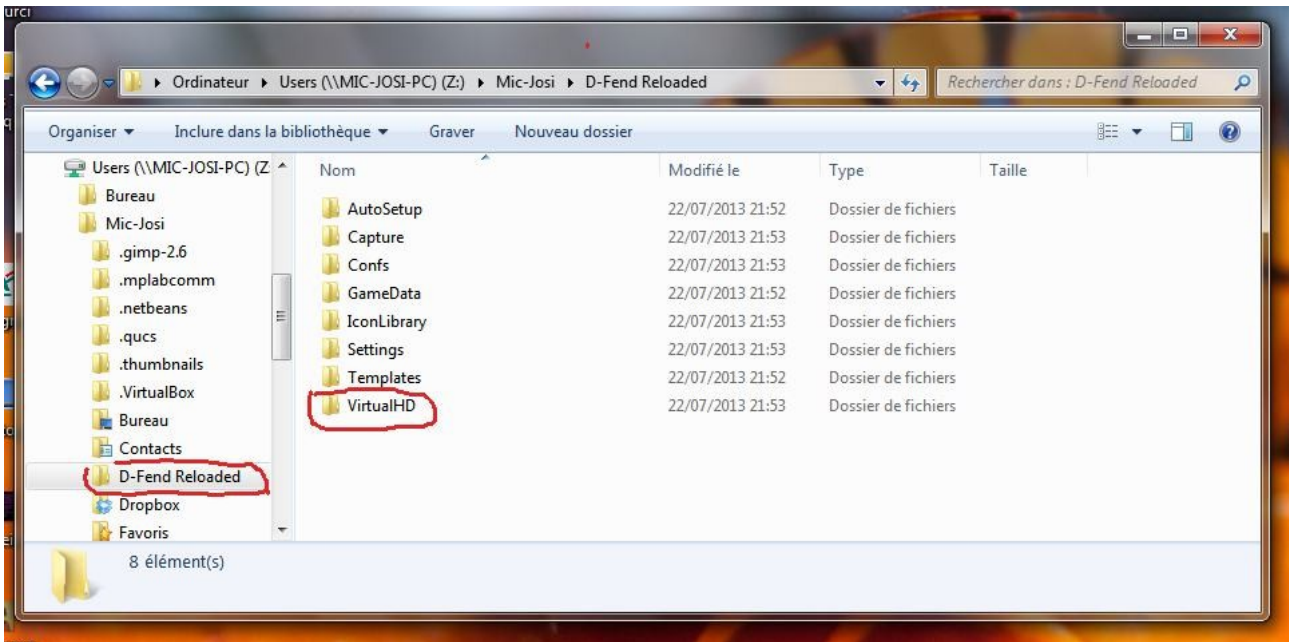 urci
Ordinateur ▸ Users (\\MIC-JOSI-PC) (Z:) ▸ Mic-Josi ▸ D-Fend Reloaded
Rechercher dans : D-Fend Reloaded
Organiser Inclure dans la bibliothèque Graver Nouveau dossier
Users (\\MIC-JOSI-PC) (Z
Bureau
Mic-Josi
.gimp-2.6
.mplabcomm
.netbeans
.qucs
.thumbnails
.VirtualBox
Bureau
Contacts
D-Fend Reloaded
Dropbox
Favoris
Nom Modifié le Type Taille
AutoSetup 22/07/2013 21:52 Dossier de fichiers
Capture 22/07/2013 21:53 Dossier de fichiers
Confs 22/07/2013 21:53 Dossier de fichiers
GameData 22/07/2013 21:52 Dossier de fichiers
IconLibrary 22/07/2013 21:53 Dossier de fichiers
Settings 22/07/2013 21:53 Dossier de fichiers
Templates 22/07/2013 21:52 Dossier de fichiers
VirtualHD 22/07/2013 21:53 Dossier de fichiers
8 élément(s)